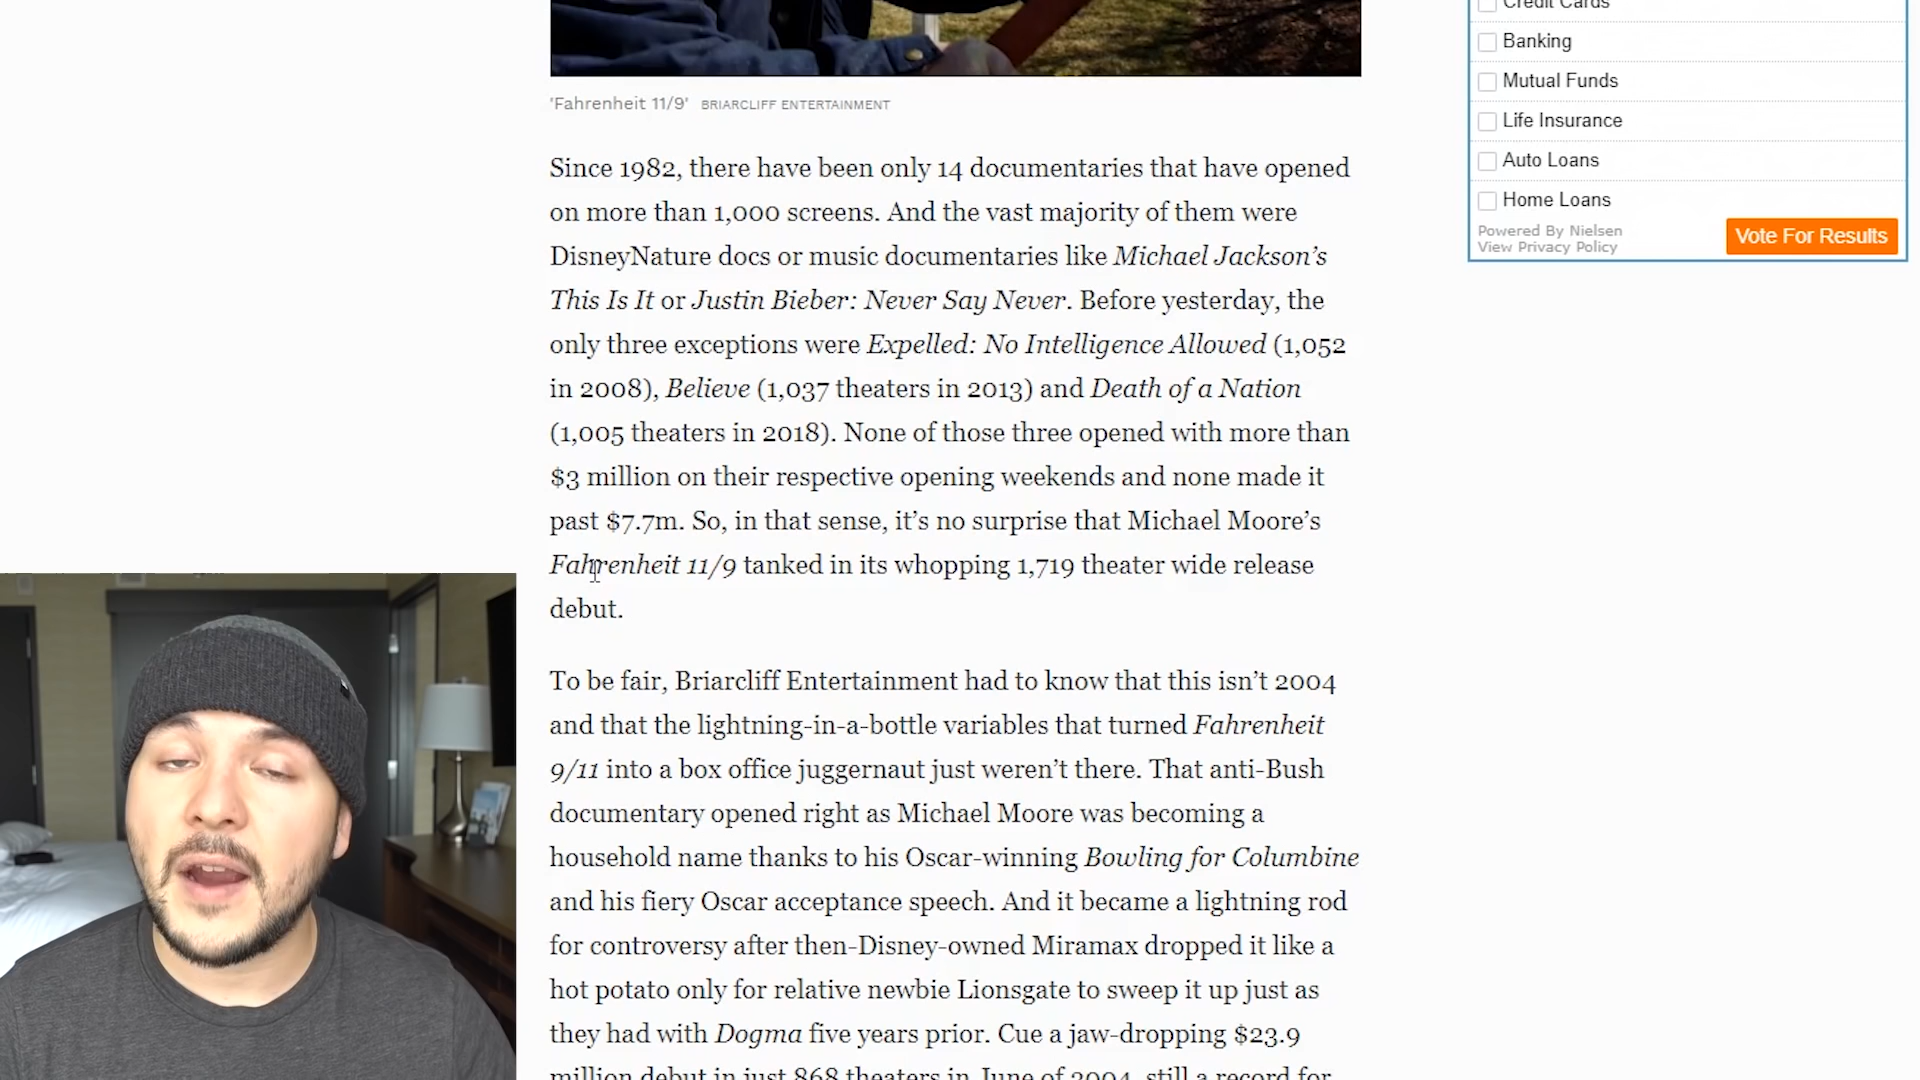 Credit Cards
Banking
Mutual Funds
Life Insurance
Auto Loans
Home Loans
Powered By Nielsen
View Privacy Policy
Vote For Results
'Fahrenheit 11/9' BRIARCLIFF ENTERTAINMENT
Since 1982, there have been only 14 documentaries that have opened
on more than 1,000 screens. And the vast majority of them were
DisneyNature docs or music documentaries like Michael Jackson's
This Is It or Justin Bieber: Never Say Never. Before yesterday, the
only three exceptions were Expelled: No Intelligence Allowed (1,052
in 2008), Believe (1,037 theaters in 2013) and Death of a Nation
(1,005 theaters in 2018). None of those three opened with more than
$3 million on their respective opening weekends and none made it
past $7.7m. So, in that sense, it's no surprise that Michael Moore's
Fahrenheit 11/9 tanked in its whopping 1,719 theater wide release
debut.
To be fair, Briarcliff Entertainment had to know that this isn't 2004
and that the lightning-in-a-bottle variables that turned Fahrenheit
9/11 into a box office juggernaut just weren't there. That anti-Bush
documentary opened right as Michael Moore was becoming a
household name thanks to his Oscar-winning Bowling for Columbine
and his fiery Oscar acceptance speech. And it became a lightning rod
for controversy after then-Disney-owned Miramax dropped it like a
hot potato only for relative newbie Lionsgate to sweep it up just as
they had with Dogma five years prior. Cue a jaw-dropping $23.9
million debut in just 868 theaters in June of 2004, still a record for